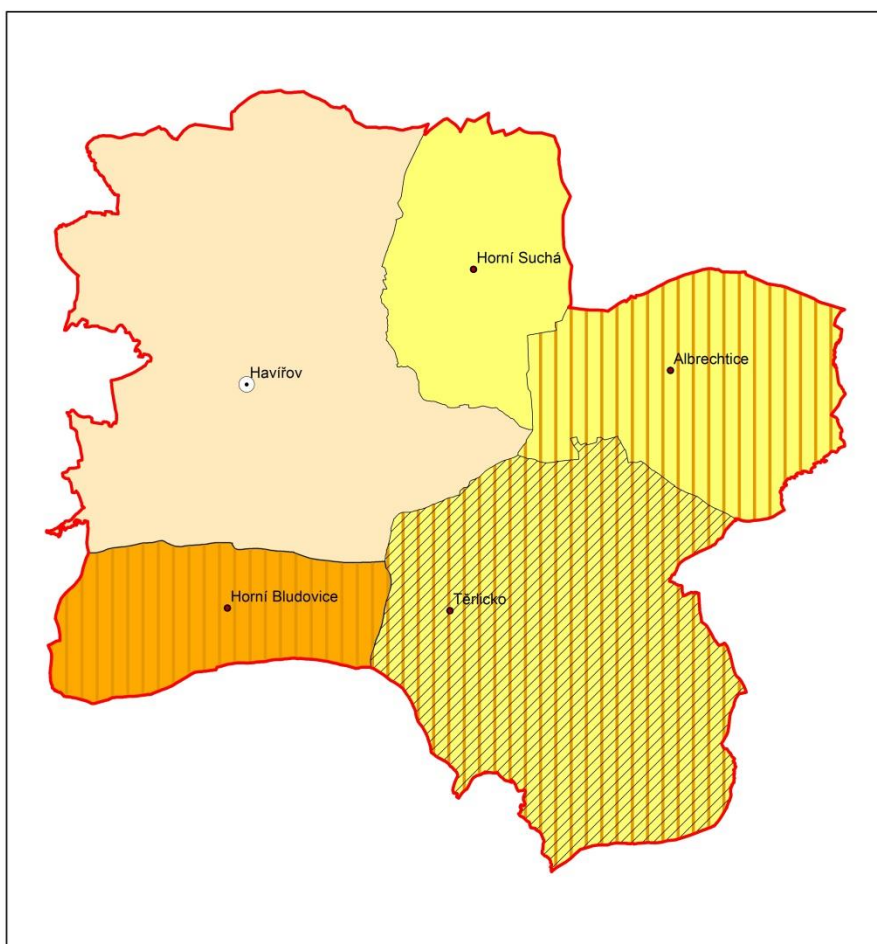 Horní Suchá
Albrechtice
Havířov
Horní Bludovice
Těrlicko